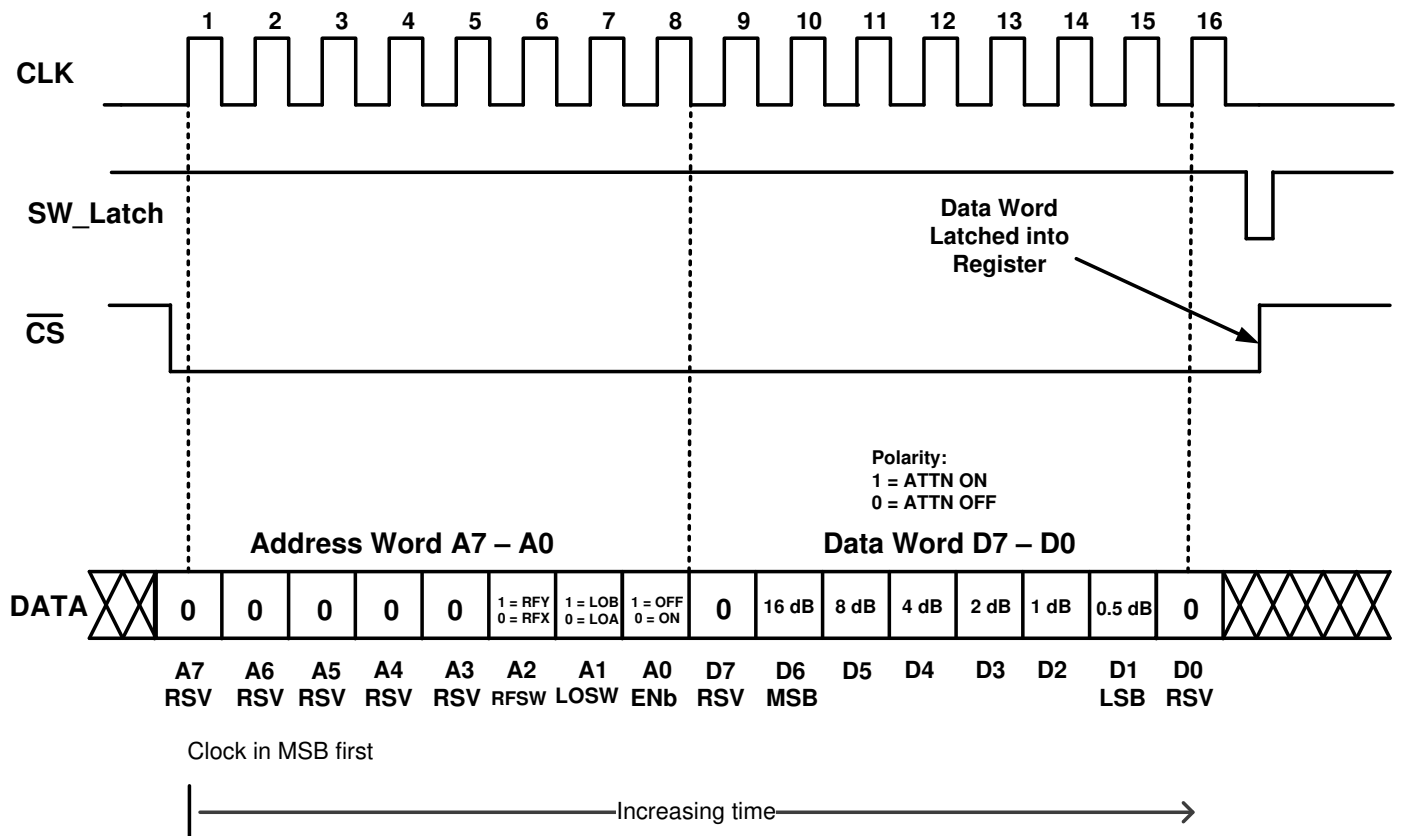 1 2 3 4 5 6 7 8 9 10 11 12 13 14 15 16
CLK
SW_Latch
Data Word
Latched into
Register
CS
Polarity:
1 = ATTN ON
0 = ATTN OFF
Address Word A7 – A0
Data Word D7 – D0
DATA
0 0 0 0 0
1 = RFY
0 = RFX
1 = LOB
0 = LOA
1 = OFF
0 = ON
0 16 dB 8 dB 4 dB 2 dB 1 dB 0.5 dB 0
A7 A6 A5 A4 A3 A2 A1 A0 D7 D6 D5 D4 D3 D2 D1 D0
RSV RSV RSV RSV RSV RFSW LOSW ENb RSV MSB LSB RSV
Clock in MSB first
Increasing time